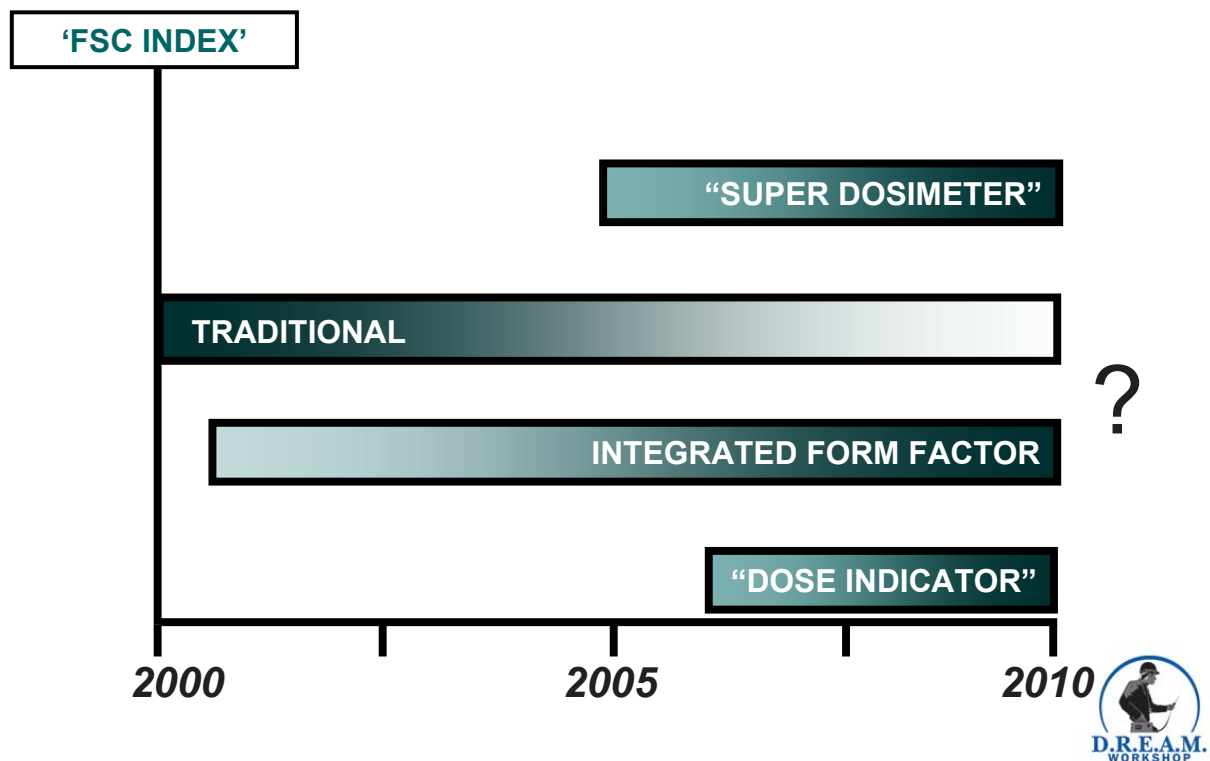 ‘FSC INDEX’
“SUPER DOSIMETER”
TRADITIONAL
?
INTEGRATED FORM FACTOR
“DOSE INDICATOR”
2000 2005 2010
D.R.E.A.M.
WORKSHOP